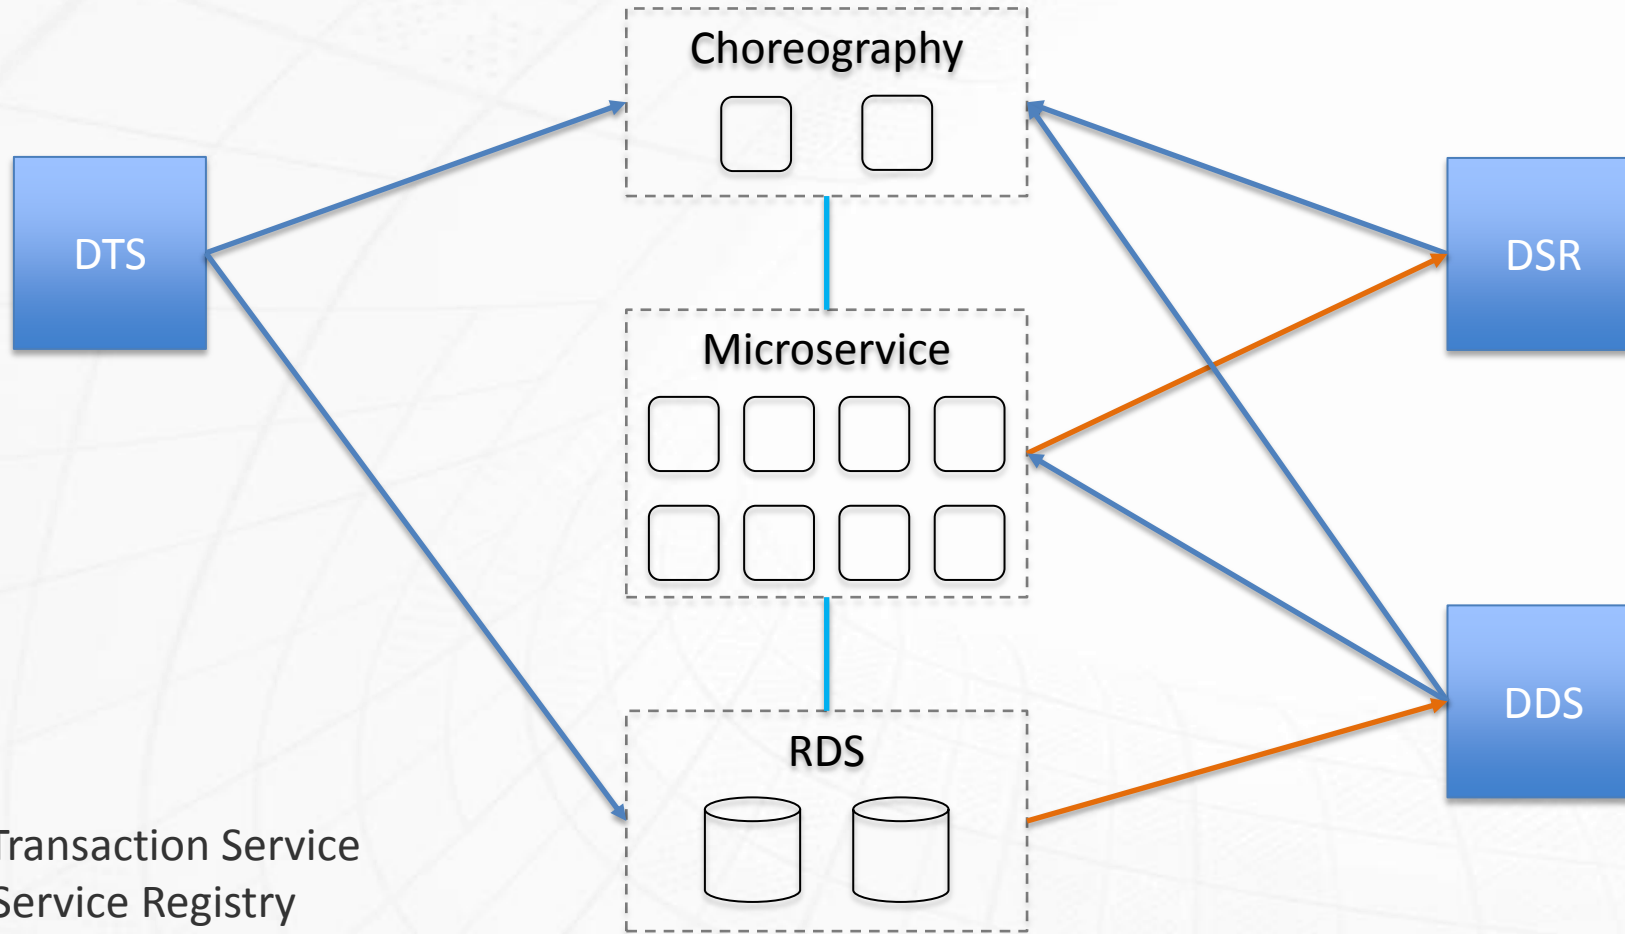 Choreography
DTS
DSR
Microservice
DDS
RDS
Transaction Service
Service Registry